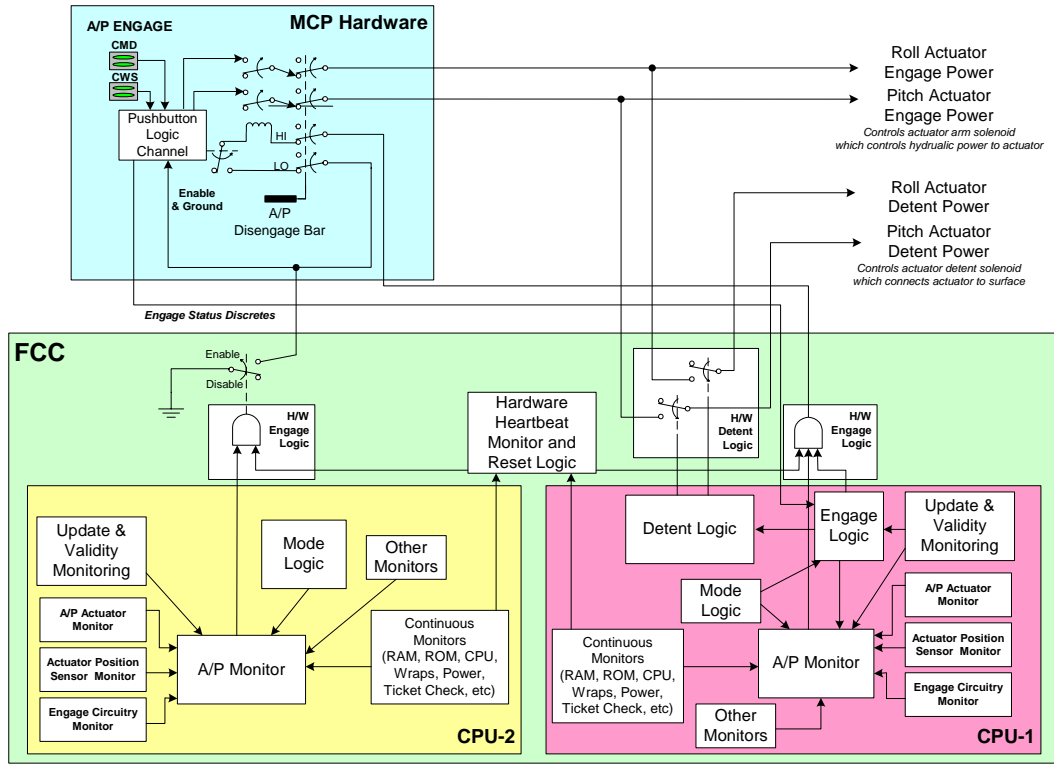 A/P ENGAGE
MCP Hardware
CMD
CWS
Pushbutton
Logic
Channel
HI
LO
Enable
& Ground
A/P
Disengage Bar
Roll Actuator
Engage Power
Pitch Actuator
Engage Power
Controls actuator arm solenoid
which controls hydrualic power to actuator
Roll Actuator
Detent Power
Pitch Actuator
Detent Power
Controls actuator detent solenoid
which connects actuator to surface
Engage Status Discretes
FCC
Enable
Disable
H/W
Engage
Logic
Hardware
Heartbeat
Monitor and
Reset Logic
H/W
Detent
Logic
H/W
Engage
Logic
Update &
Validity
Monitoring
Mode
Logic
Other
Monitors
A/P Actuator
Monitor
Actuator Position
Sensor Monitor
Engage Circuitry
Monitor
A/P Monitor
Continuous
Monitors
(RAM, ROM, CPU,
Wraps, Power,
Ticket Check, etc)
CPU-2
Detent Logic
Engage
Logic
Update &
Validity
Monitoring
Mode
Logic
A/P Actuator
Monitor
Actuator Position
Sensor Monitor
Engage Circuitry
Monitor
Continuous
Monitors
(RAM, ROM, CPU,
Wraps, Power,
Ticket Check, etc)
A/P Monitor
Other
Monitors
CPU-1